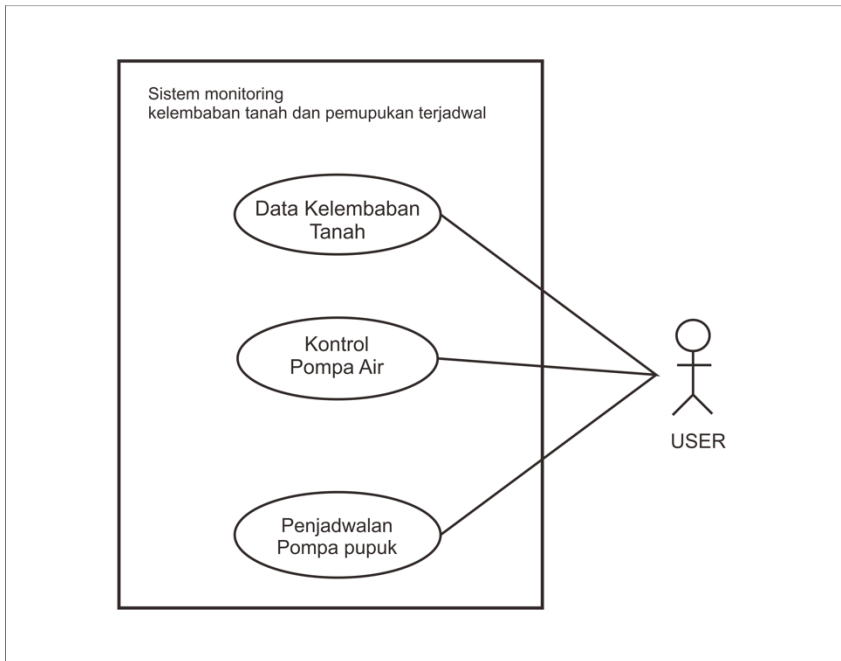 Sistem monitoring
kelembaban tanah dan pemupukan terjadwal
Data Kelembaban
Tanah
Kontrol
Pompa Air
USER
Penjadwalan
Pompa pupuk